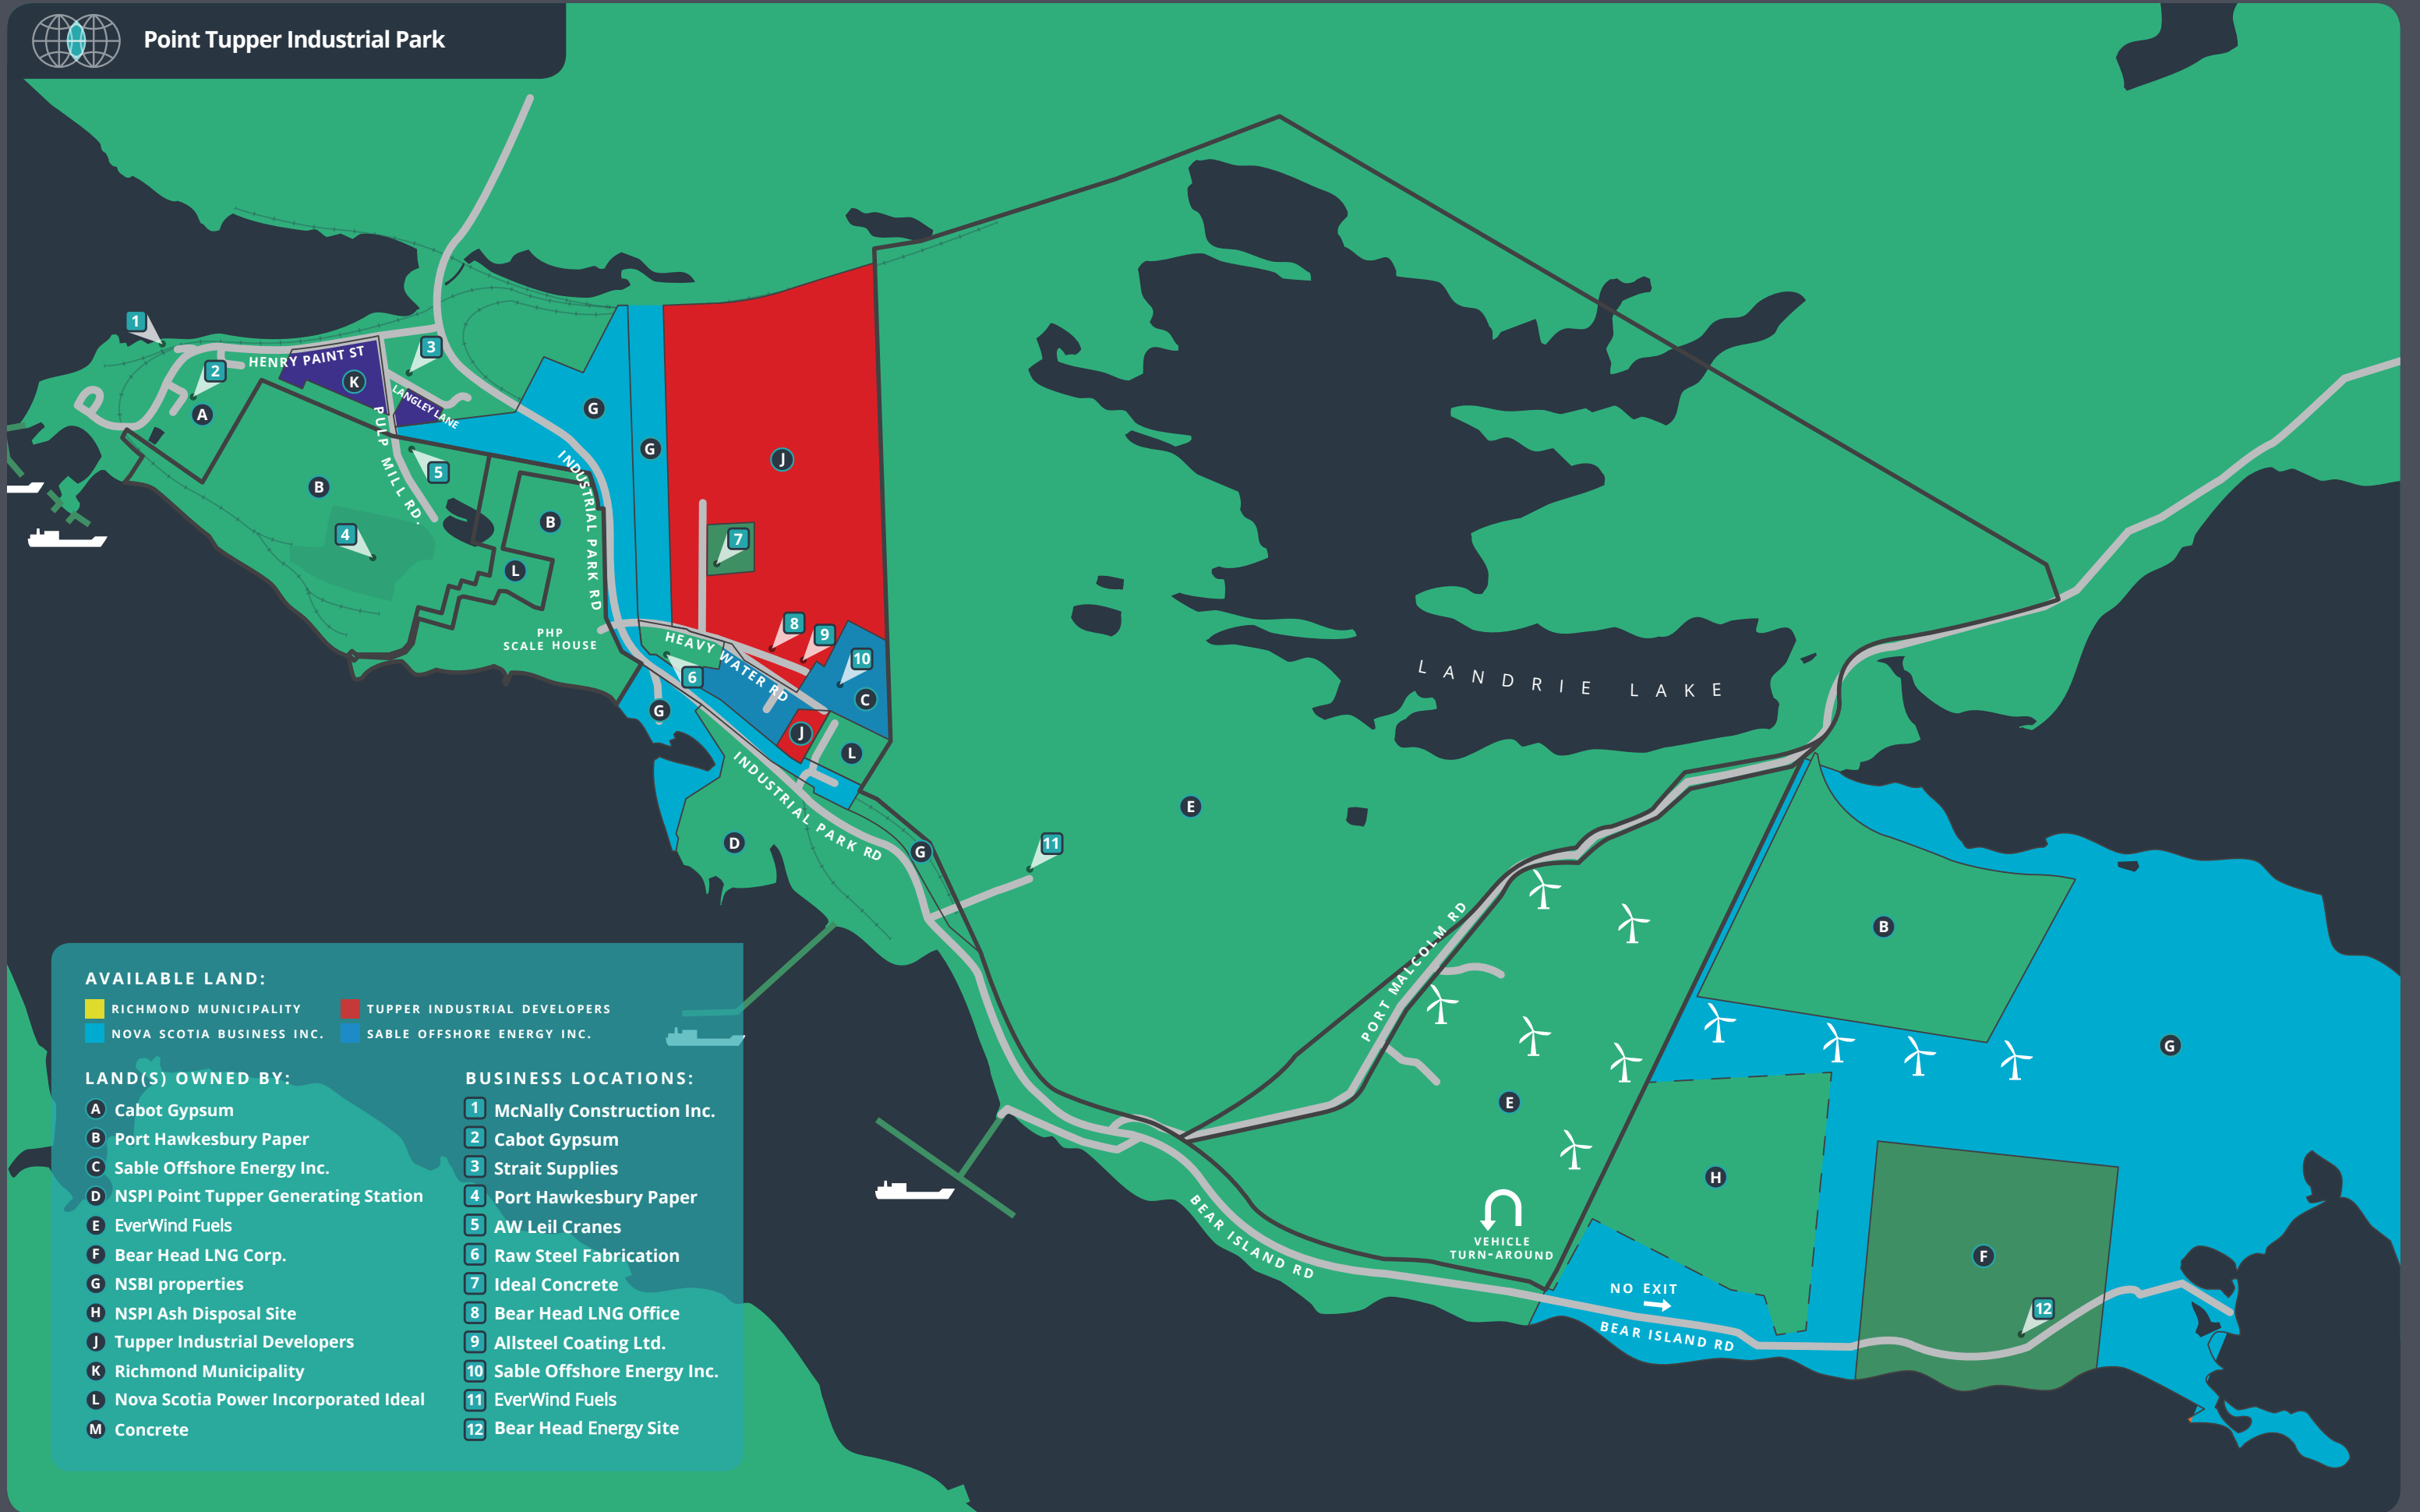 Point Tupper Industrial Park
1
2
3
HENRY PAINT ST
K
A
LANGLEY LANE
G
G
J
PULP MILL RD.
5
B
INDUSTRIAL PARK RD
B
4
7
L
PHP
SCALE HOUSE
HEAVY WATER RD
8
9
10
6
C
G
J
L
LANDRIE LAKE
INDUSTRIAL PARK RD
D
G
11
E
PORT MALCOLM RD
B
G
E
H
BEAR ISLAND RD
VEHICLE
TURN-AROUND
F
NO EXIT
12
BEAR ISLAND RD
AVAILABLE LAND:
RICHMOND MUNICIPALITY
TUPPER INDUSTRIAL DEVELOPERS
NOVA SCOTIA BUSINESS INC.
SABLE OFFSHORE ENERGY INC.
LAND(S) OWNED BY:
A Cabot Gypsum
B Port Hawkesbury Paper
C Sable Offshore Energy Inc.
D NSPI Point Tupper Generating Station
E EverWind Fuels
F Bear Head LNG Corp.
G NSBI properties
H NSPI Ash Disposal Site
J Tupper Industrial Developers
K Richmond Municipality
L Nova Scotia Power Incorporated Ideal
M Concrete
BUSINESS LOCATIONS:
1 McNally Construction Inc.
2 Cabot Gypsum
3 Strait Supplies
4 Port Hawkesbury Paper
5 AW Leil Cranes
6 Raw Steel Fabrication
7 Ideal Concrete
8 Bear Head LNG Office
9 Allsteel Coating Ltd.
10 Sable Offshore Energy Inc.
11 EverWind Fuels
12 Bear Head Energy Site